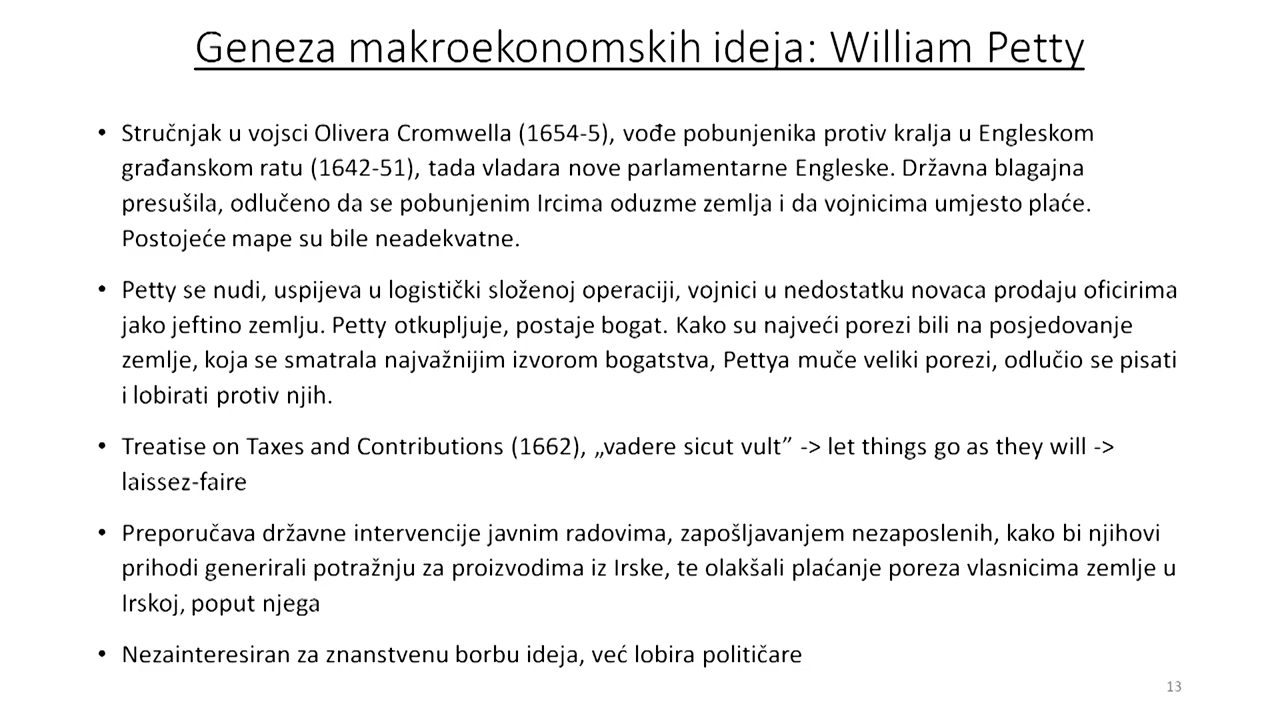 Geneza makroekonomskih ideja: William Petty
• Stručnjak u vojsci Olivera Cromwella (1654-5), vođe pobunjenika protiv kralja u Engleskom
građanskom ratu (1642-51), tada vladara nove parlamentarne Engleske. Državna blagajna
presušila, odlučeno da se pobunjenim Ircima oduzme zemlja i da vojnicima umjesto plaće.
Postojeće mape su bile neadekvatne.
• Petty se nudi, uspijeva u logistički složenoj operaciji, vojnici u nedostatku novaca prodaju oficirima
jako jeftino zemlju. Petty otkupljuje, postaje bogat. Kako su najveći porezi bili na posjedovanje
zemlje, koja se smatrala najvažnijim izvorom bogatstva, Pettya muče veliki porezi, odlučio se pisati
i lobirati protiv njih.
• Treatise on Taxes and Contributions (1662), „vadere sicut vult” -> let things go as they will ->
laissez-faire
• Preporučava državne intervencije javnim radovima, zapošljavanjem nezaposlenih, kako bi njihovi
prihodi generirali potražnju za proizvodima iz Irske, te olakšali plaćanje poreza vlasnicima zemlje u
Irskoj, poput njega
• Nezainteresiran za znanstvenu borbu ideja, već lobira političare
13